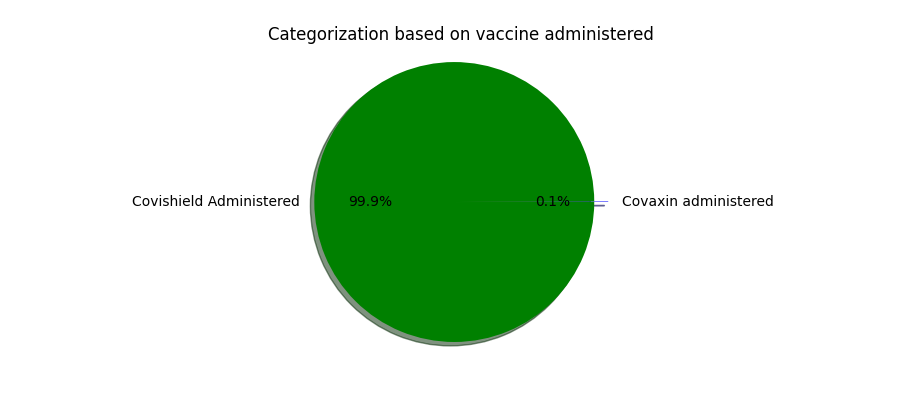 Categorization based on vaccine administered
Covishield Administered
99.9%
0.1%
Covaxin administered